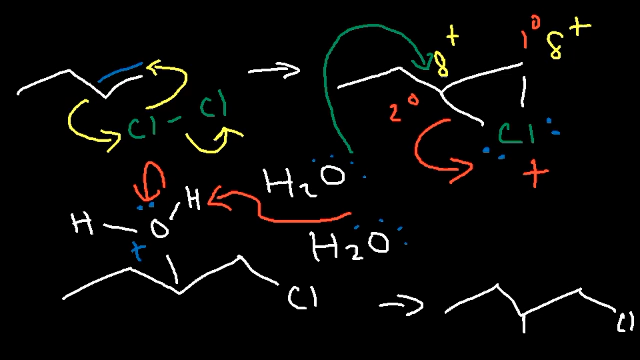 1° δ+
δ+
Cl – Cl
2°
Cl
+
H2O
H
H O
+
H2O
Cl
Cl